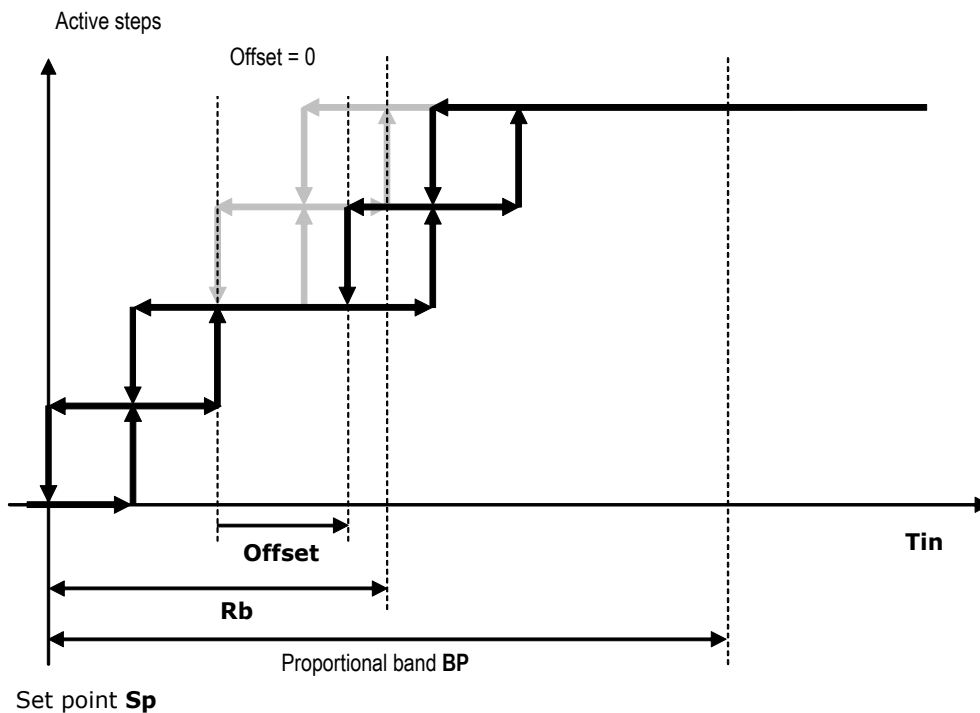 Active steps
Offset = 0
Offset
Tin
Rb
Proportional band BP
Set point Sp